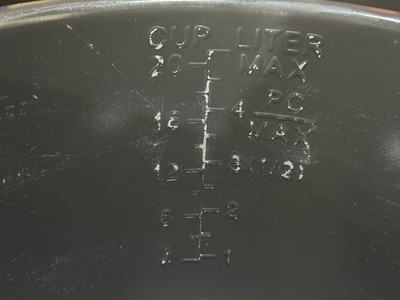 CUP LITER
20 MAX
4 PC
16 MAX
12 3 (1/2)
8 2
4 1